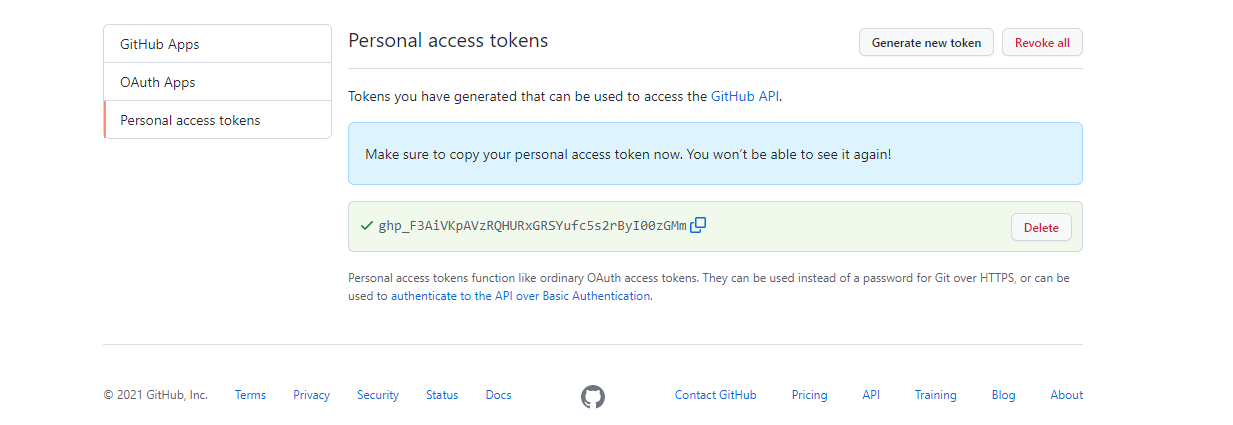 GitHub Apps
OAuth Apps
Personal access tokens
Personal access tokens
Generate new token
Revoke all
Tokens you have generated that can be used to access the GitHub API.
Make sure to copy your personal access token now. You won't be able to see it again!
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
Delete
Personal access tokens function like ordinary OAuth access tokens. They can be used instead of a password for Git over HTTPS, or can be
used to authenticate to the API over Basic Authentication.
© 2021 GitHub, Inc.
Terms
Privacy
Security
Status
Docs
Contact GitHub
Pricing
API
Training
Blog
About